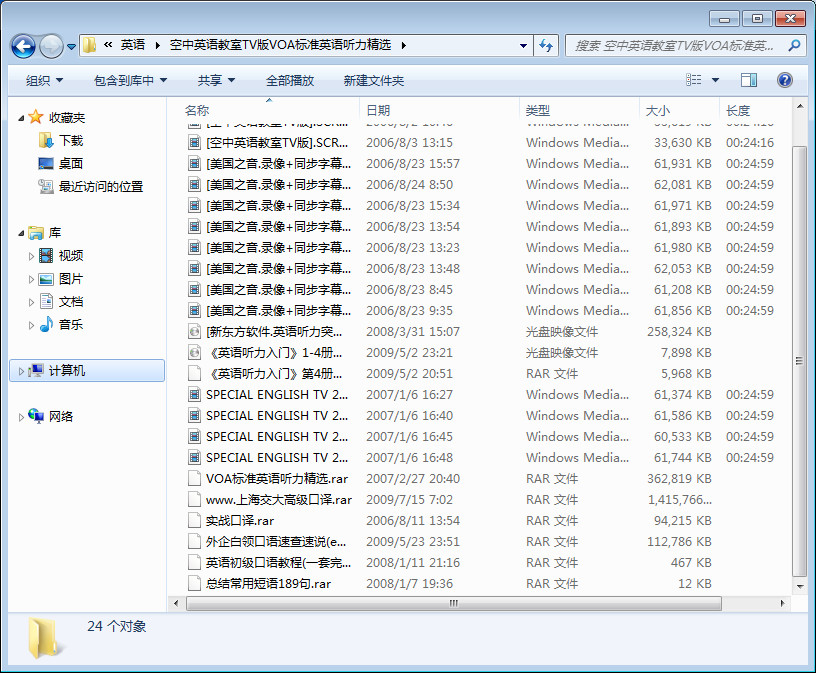 « 英语 ▸ 空中英语教室TV版VOA标准英语听力精选 ▸
搜索 空中英语教室TV版VOA标准英...
组织 包含到库中 共享 全部播放 新建文件夹
收藏夹
下载
桌面
最近访问的位置
库
视频
图片
文档
音乐
计算机
网络
名称 日期 类型 大小 长度
[空中英语教室TV版].SCR...
[空中英语教室TV版].SCR... 2006/8/3 13:15 Windows Media... 33,630 KB 00:24:16
[美国之音.录像+同步字幕... 2006/8/23 15:57 Windows Media... 61,931 KB 00:24:59
[美国之音.录像+同步字幕... 2006/8/24 8:50 Windows Media... 62,081 KB 00:24:59
[美国之音.录像+同步字幕... 2006/8/23 15:34 Windows Media... 61,971 KB 00:24:59
[美国之音.录像+同步字幕... 2006/8/23 13:54 Windows Media... 61,893 KB 00:24:59
[美国之音.录像+同步字幕... 2006/8/23 13:23 Windows Media... 61,980 KB 00:24:59
[美国之音.录像+同步字幕... 2006/8/23 13:48 Windows Media... 62,053 KB 00:24:59
[美国之音.录像+同步字幕... 2006/8/23 8:45 Windows Media... 61,208 KB 00:24:59
[美国之音.录像+同步字幕... 2006/8/23 9:35 Windows Media... 61,856 KB 00:24:59
[新东方软件.英语听力突... 2008/3/31 15:07 光盘映像文件 258,324 KB
《英语听力入门》1-4册... 2009/5/2 23:21 光盘映像文件 7,898 KB
《英语听力入门》第4册... 2009/5/2 20:51 RAR 文件 5,968 KB
SPECIAL ENGLISH TV 2... 2007/1/6 16:27 Windows Media... 61,374 KB 00:24:59
SPECIAL ENGLISH TV 2... 2007/1/6 16:40 Windows Media... 61,586 KB 00:24:59
SPECIAL ENGLISH TV 2... 2007/1/6 16:45 Windows Media... 60,533 KB 00:24:59
SPECIAL ENGLISH TV 2... 2007/1/6 16:48 Windows Media... 61,744 KB 00:24:59
VOA标准英语听力精选.rar 2007/2/27 20:40 RAR 文件 362,819 KB
www.上海交大高级口译.rar 2009/7/15 7:02 RAR 文件 1,415,766...
实战口译.rar 2006/8/11 13:54 RAR 文件 94,215 KB
外企白领口语速查速说(e... 2009/5/23 23:51 RAR 文件 112,786 KB
英语初级口语教程(一套完... 2008/1/11 21:16 RAR 文件 467 KB
总结常用短语189句.rar 2008/1/7 19:36 RAR 文件 12 KB
24 个对象